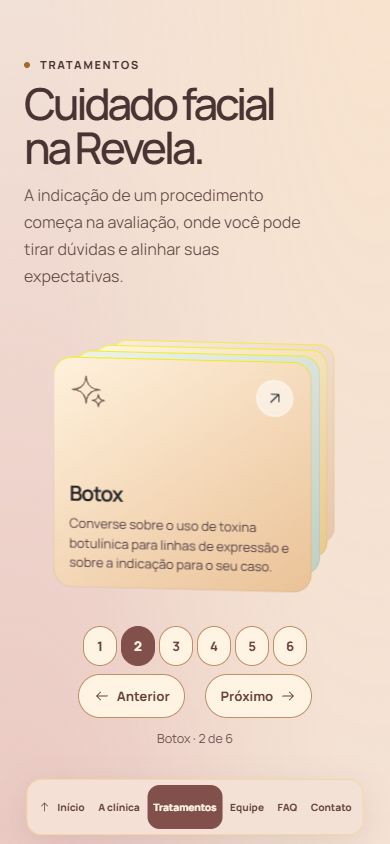 TRATAMENTOS
Cuidado facial
na Revela.
A indicação de um procedimento
começa na avaliação, onde você pode
tirar dúvidas e alinhar suas
expectativas.
Botox
Converse sobre o uso de toxina
botulínica para linhas de expressão e
sobre a indicação para o seu caso.
1 2 3 4 5 6
← Anterior Próximo →
Botox · 2 de 6
↑ Início A clínica Tratamentos Equipe FAQ Contato